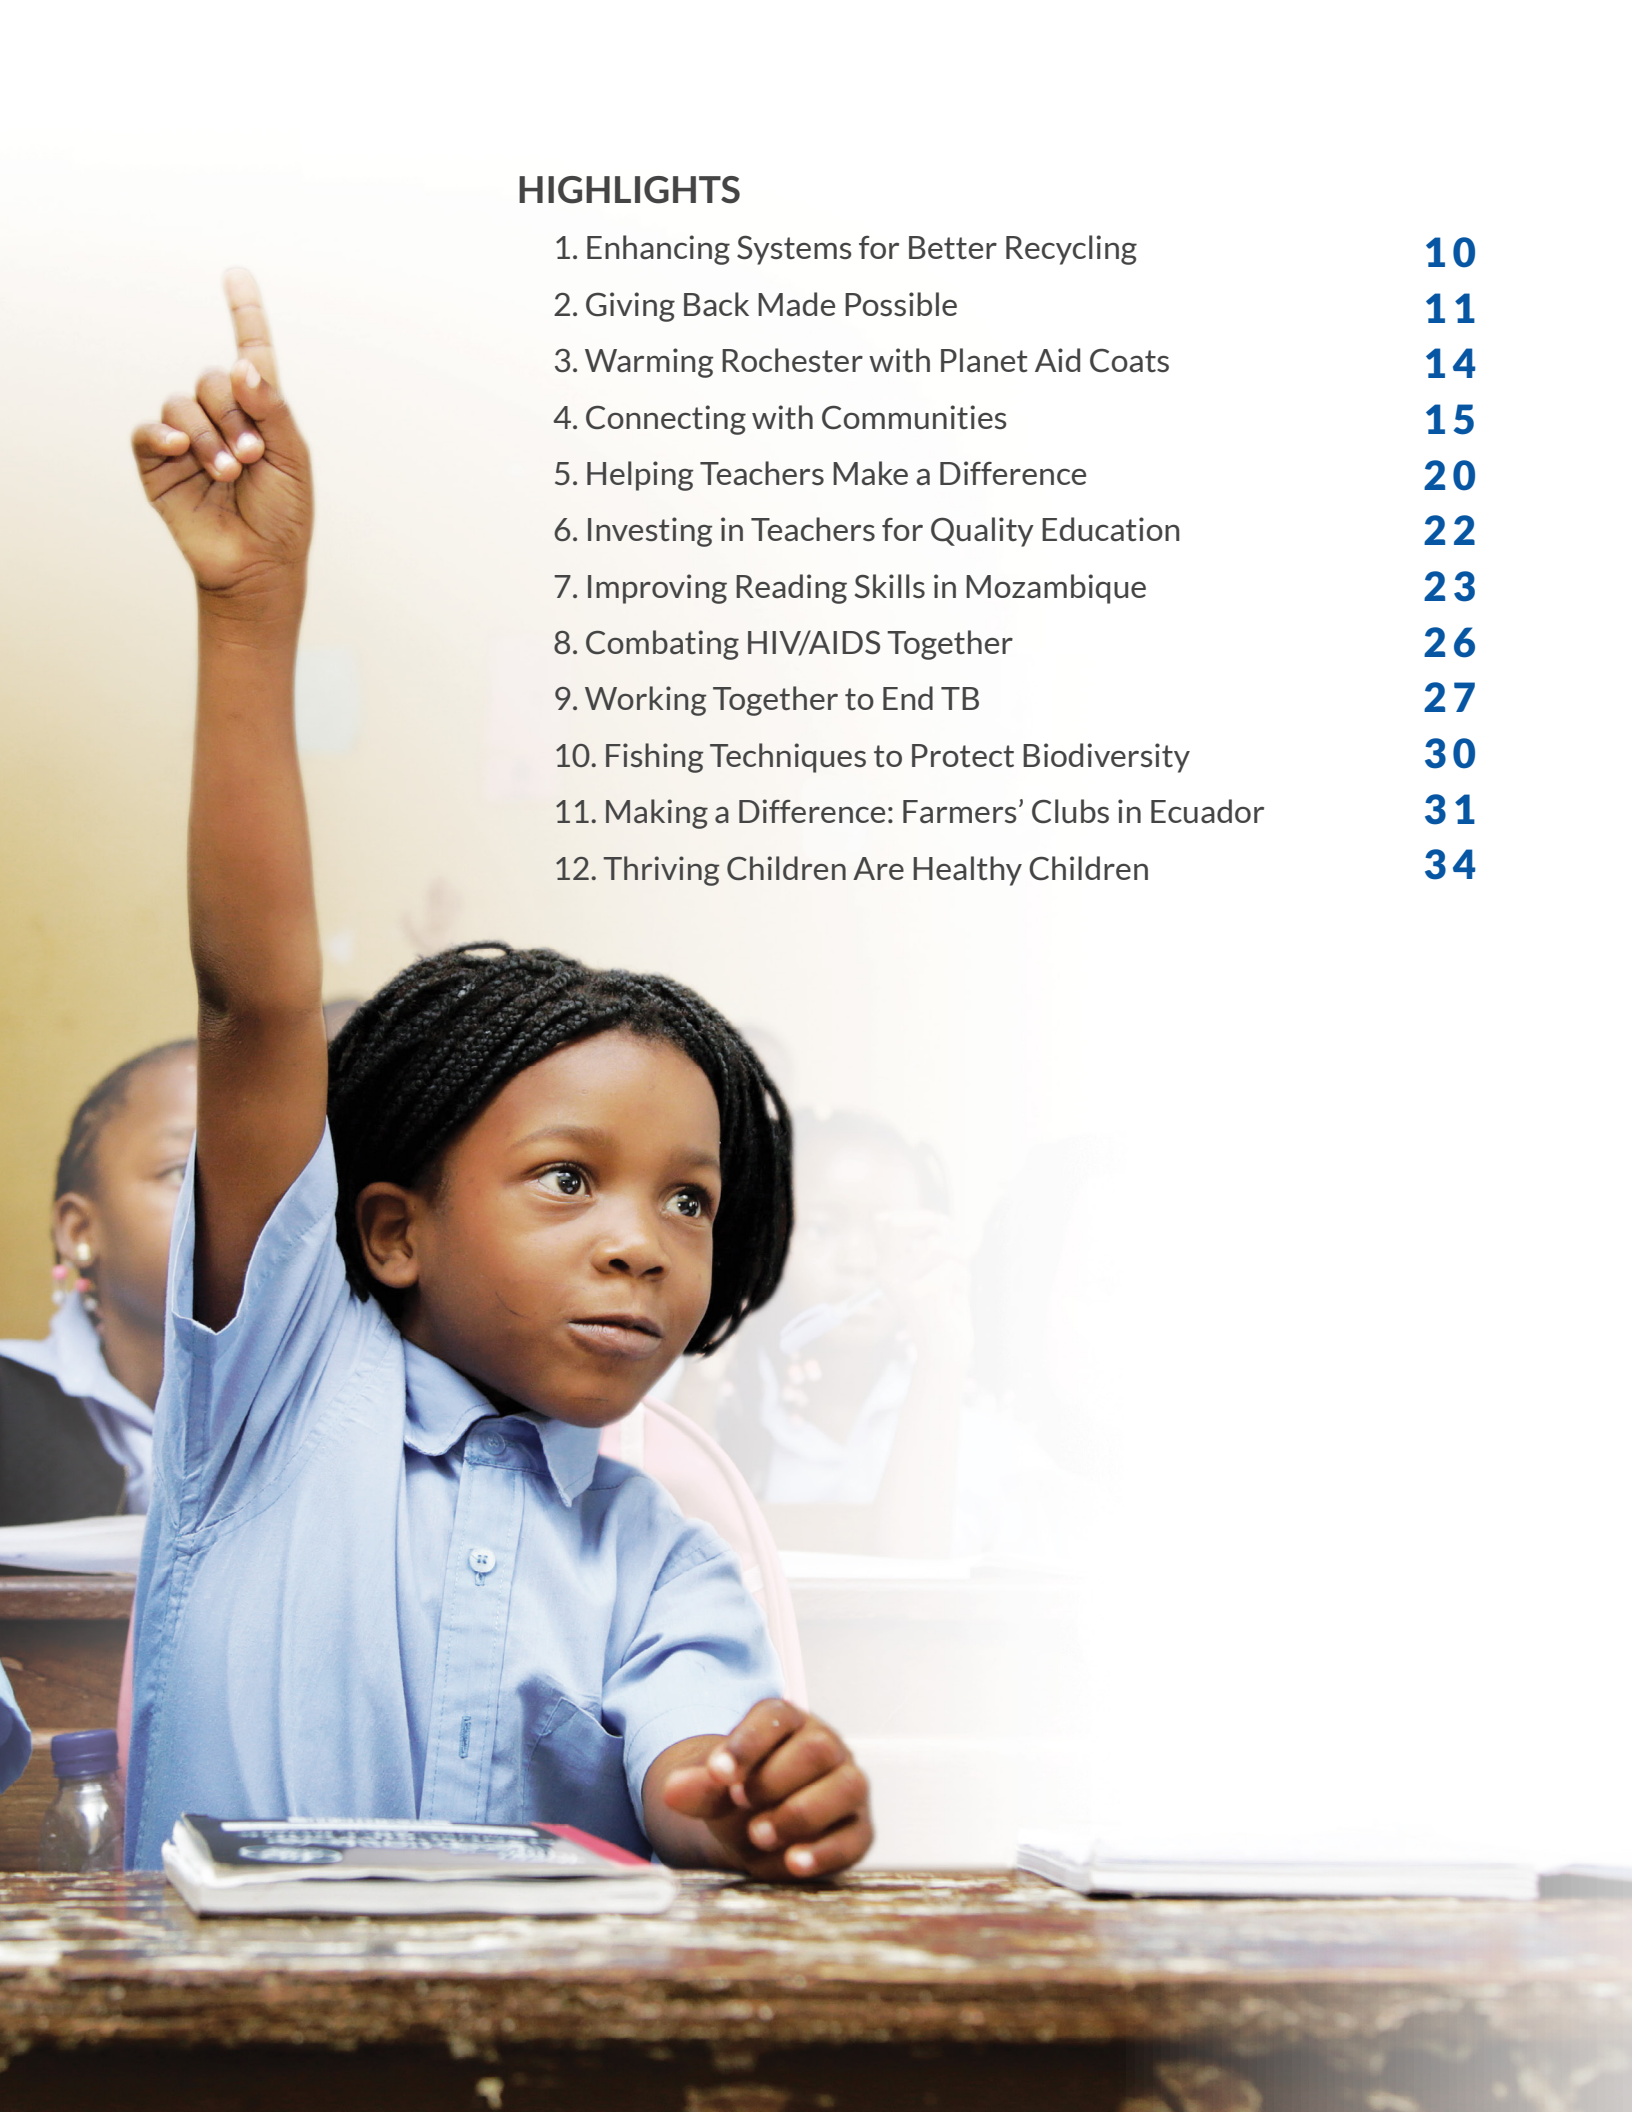 HIGHLIGHTS
1. Enhancing Systems for Better Recycling 10
2. Giving Back Made Possible 11
3. Warming Rochester with Planet Aid Coats 14
4. Connecting with Communities 15
5. Helping Teachers Make a Difference 20
6. Investing in Teachers for Quality Education 22
7. Improving Reading Skills in Mozambique 23
8. Combating HIV/AIDS Together 26
9. Working Together to End TB 27
10. Fishing Techniques to Protect Biodiversity 30
11. Making a Difference: Farmers’ Clubs in Ecuador 31
12. Thriving Children Are Healthy Children 34